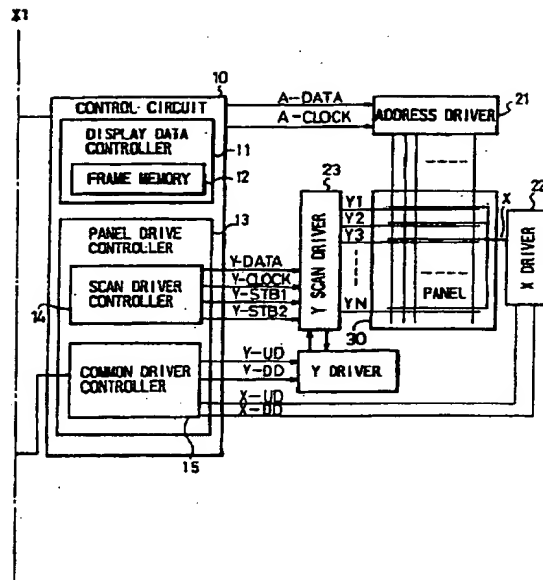 X1
10
CONTROL CIRCUIT
DISPLAY DATA
CONTROLLER
11
FRAME MEMORY
12
13
PANEL DRIVE
CONTROLLER
SCAN DRIVER
CONTROLLER
14
COMMON DRIVER
CONTROLLER
15
A-DATA
A-CLOCK
21
ADDRESS DRIVER
23
Y SCAN DRIVER
Y1
Y2
Y3
YN
X
22
X DRIVER
PANEL
30
Y-DATA
Y-CLOCK
Y-STB1
Y-STB2
Y-UD
Y-DD
Y DRIVER
X-UD
X-DD